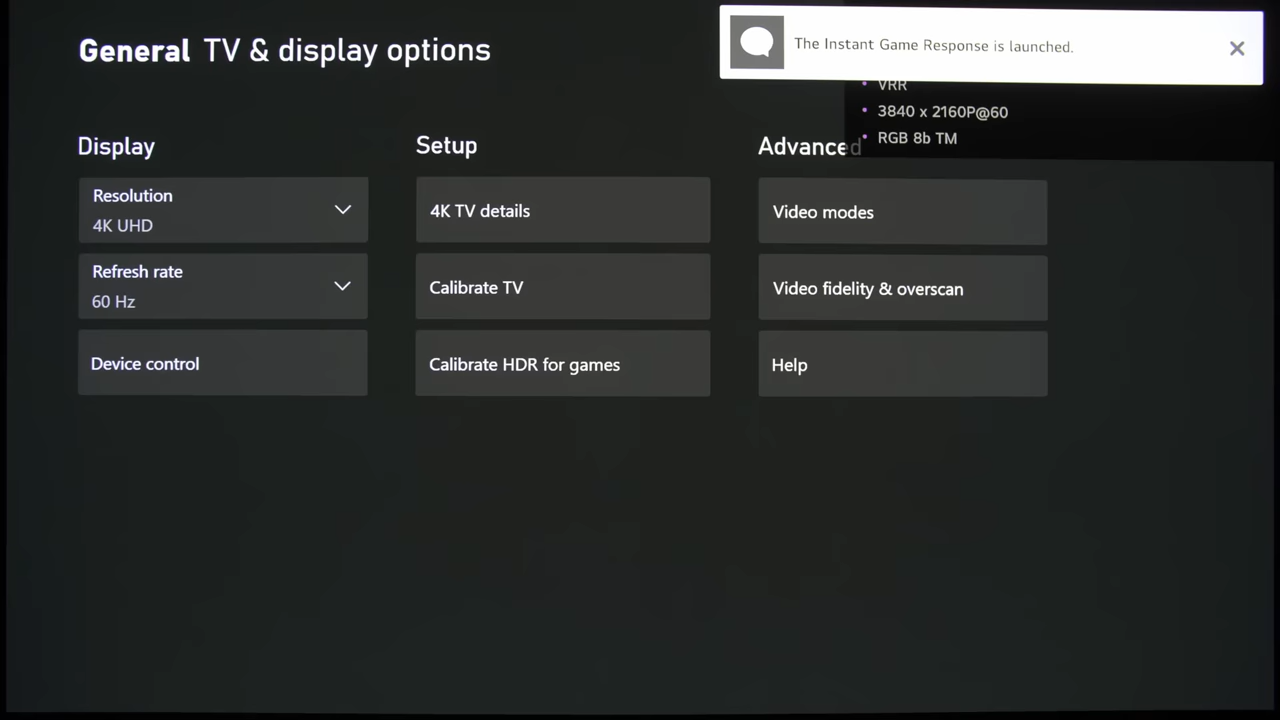 General TV & display options
The Instant Game Response is launched.
VRR
3840 x 2160P@60
RGB 8b TM
Display
Resolution
4K UHD
Refresh rate
60 Hz
Device control
Setup
4K TV details
Calibrate TV
Calibrate HDR for games
Advanced
Video modes
Video fidelity & overscan
Help